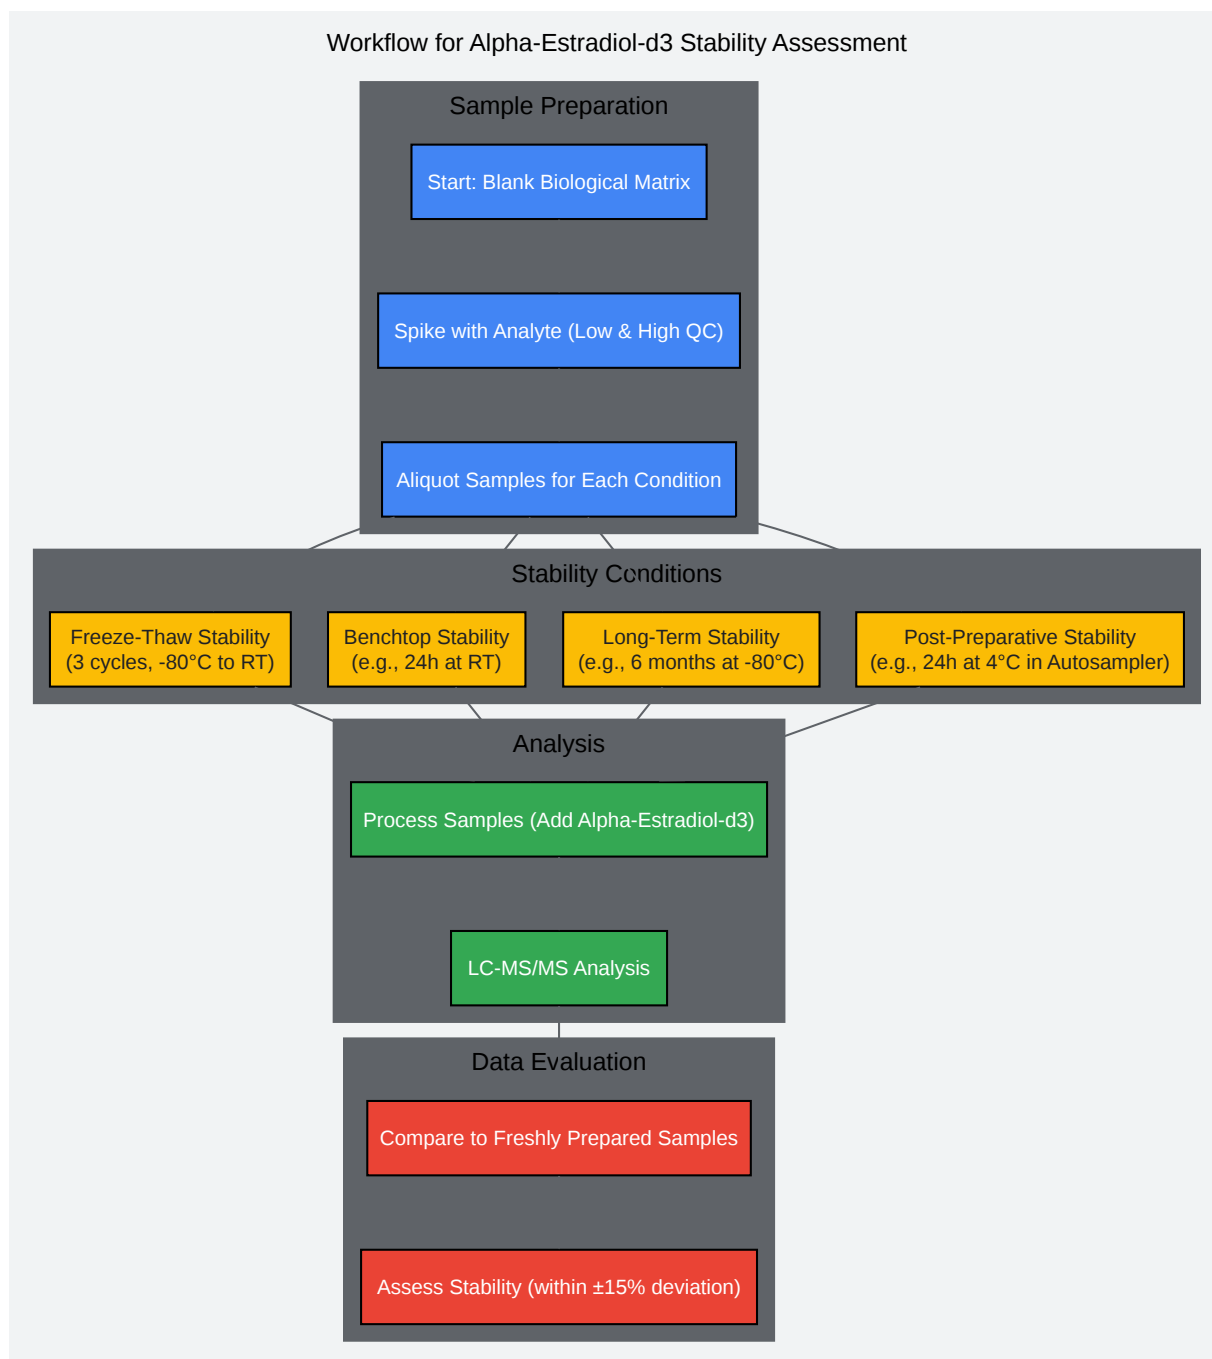 Workflow for Alpha-Estradiol-d3 Stability Assessment
Sample Preparation
Start: Blank Biological Matrix
Spike with Analyte (Low & High QC)
Aliquot Samples for Each Condition
Stability Conditions
Freeze-Thaw Stability
(3 cycles, -80°C to RT)
Benchtop Stability
(e.g., 24h at RT)
Long-Term Stability
(e.g., 6 months at -80°C)
Post-Preparative Stability
(e.g., 24h at 4°C in Autosampler)
Analysis
Process Samples (Add Alpha-Estradiol-d3)
LC-MS/MS Analysis
Data Evaluation
Compare to Freshly Prepared Samples
Assess Stability (within ±15% deviation)